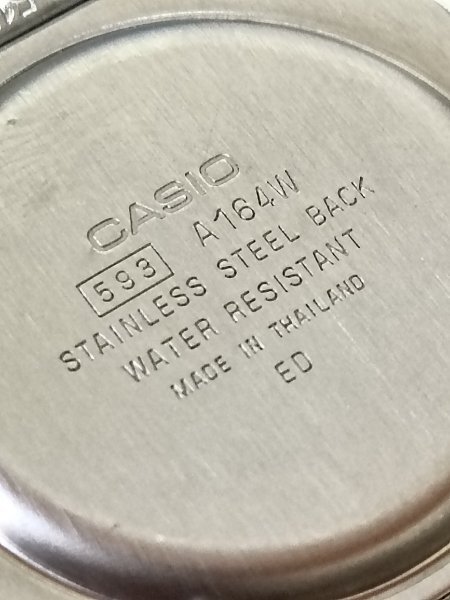 CASIO
593 A164W
STAINLESS STEEL BACK
WATER RESISTANT
MADE IN THAILAND
ED